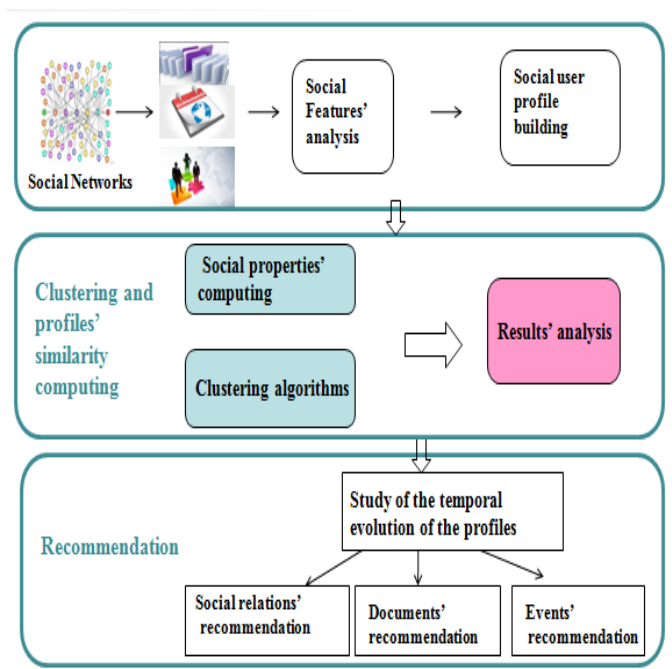 Social
Features'
analysis
Social user
profile
building
Social Networks
Clustering and
profiles'
similarity
computing
Social properties'
computing
Clustering algorithms
Results' analysis
Recommendation
Study of the temporal
evolution of the profiles
Social relations'
recommendation
Documents'
recommendation
Events'
recommendation